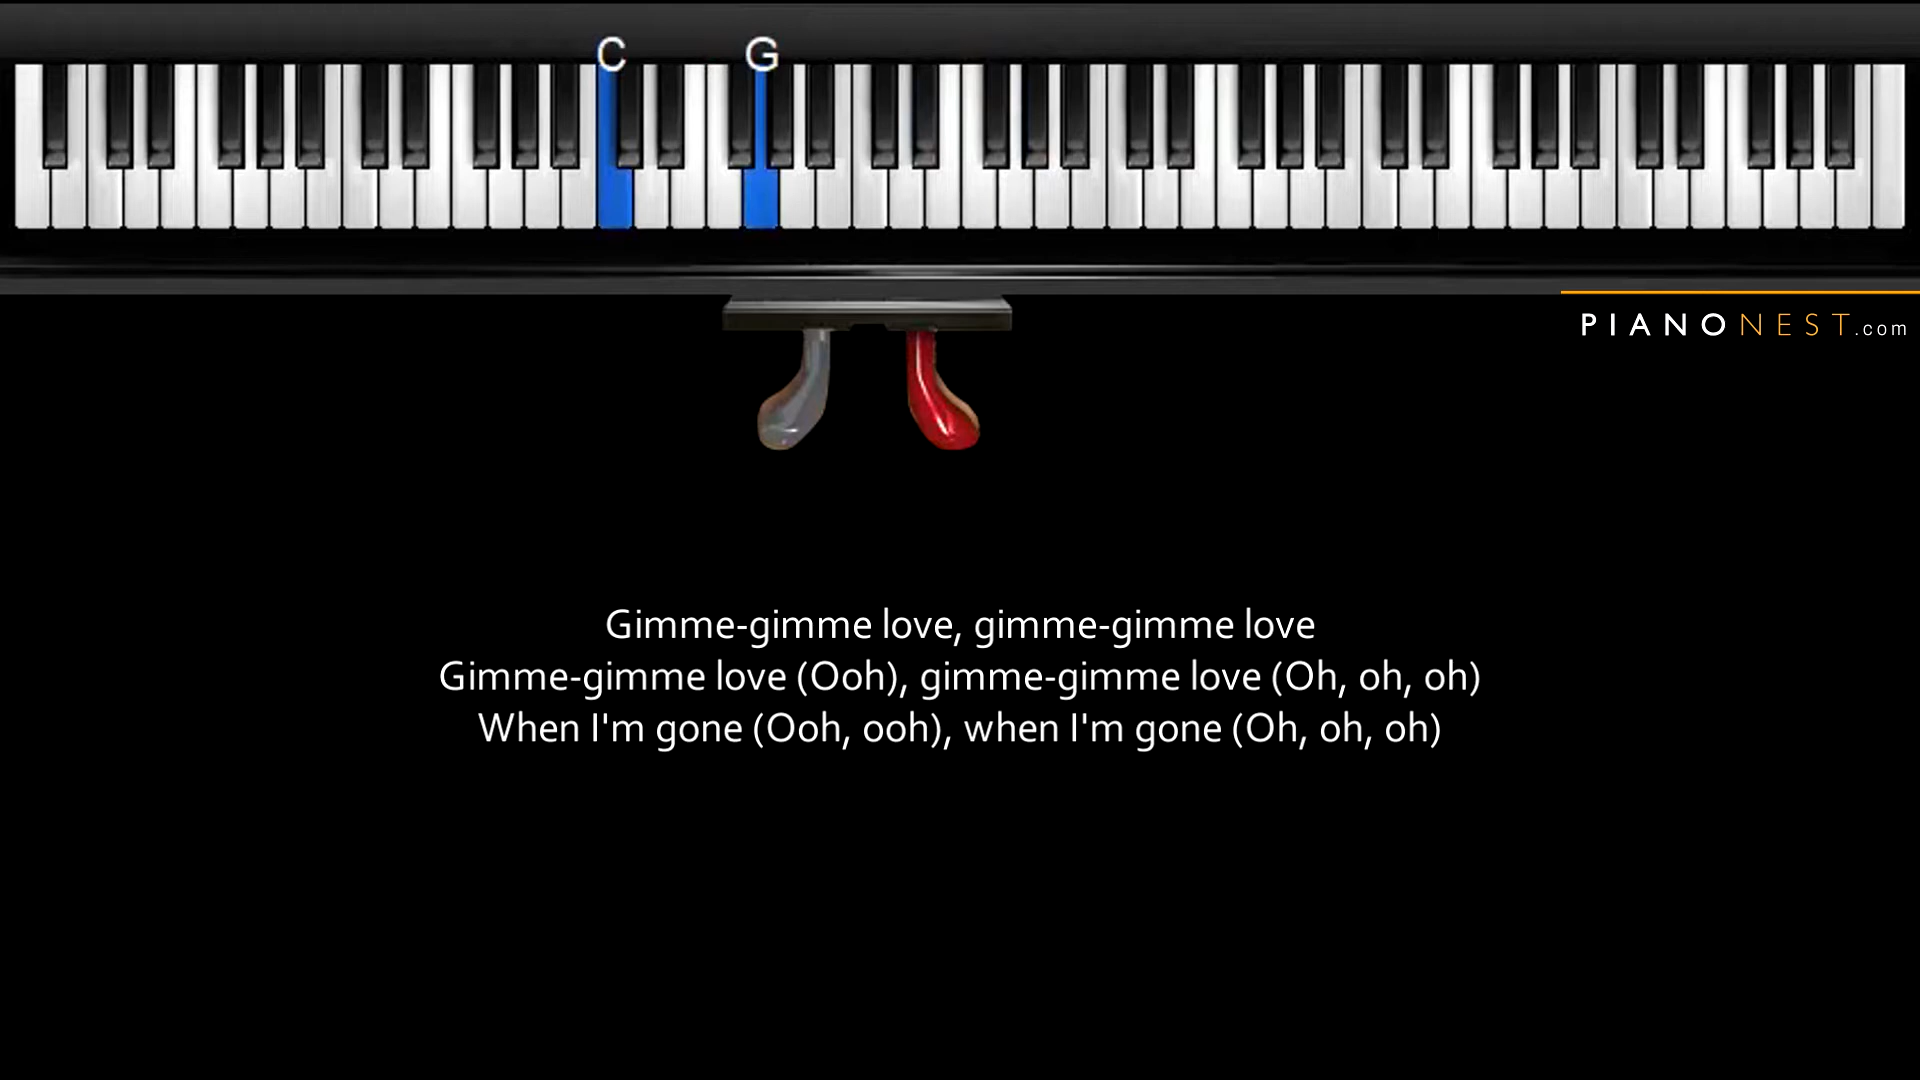 C G
PIANONEST.com
Gimme-gimme love, gimme-gimme love
Gimme-gimme love (Ooh), gimme-gimme love (Oh, oh, oh)
When I'm gone (Ooh, ooh), when I'm gone (Oh, oh, oh)